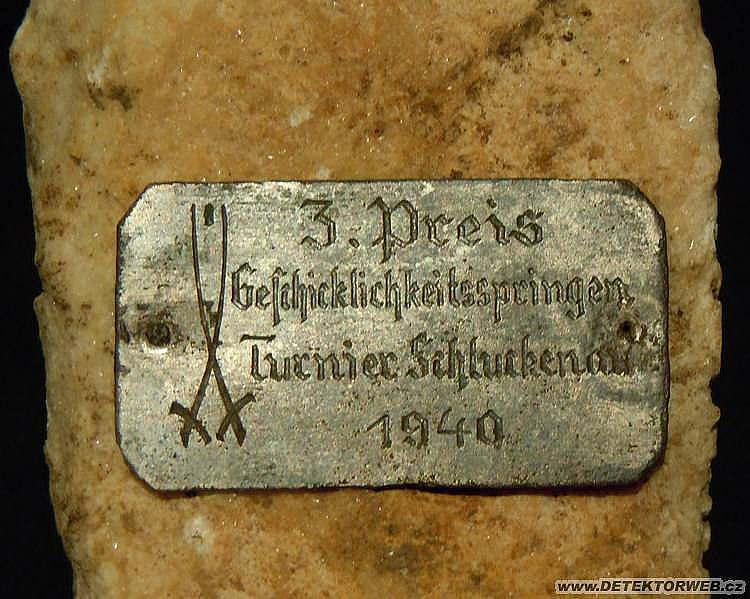 3. Preis
Geschicklichkeitsspringen
Turnier Schluckenau
1940
www.DETEKTORWEB.cz